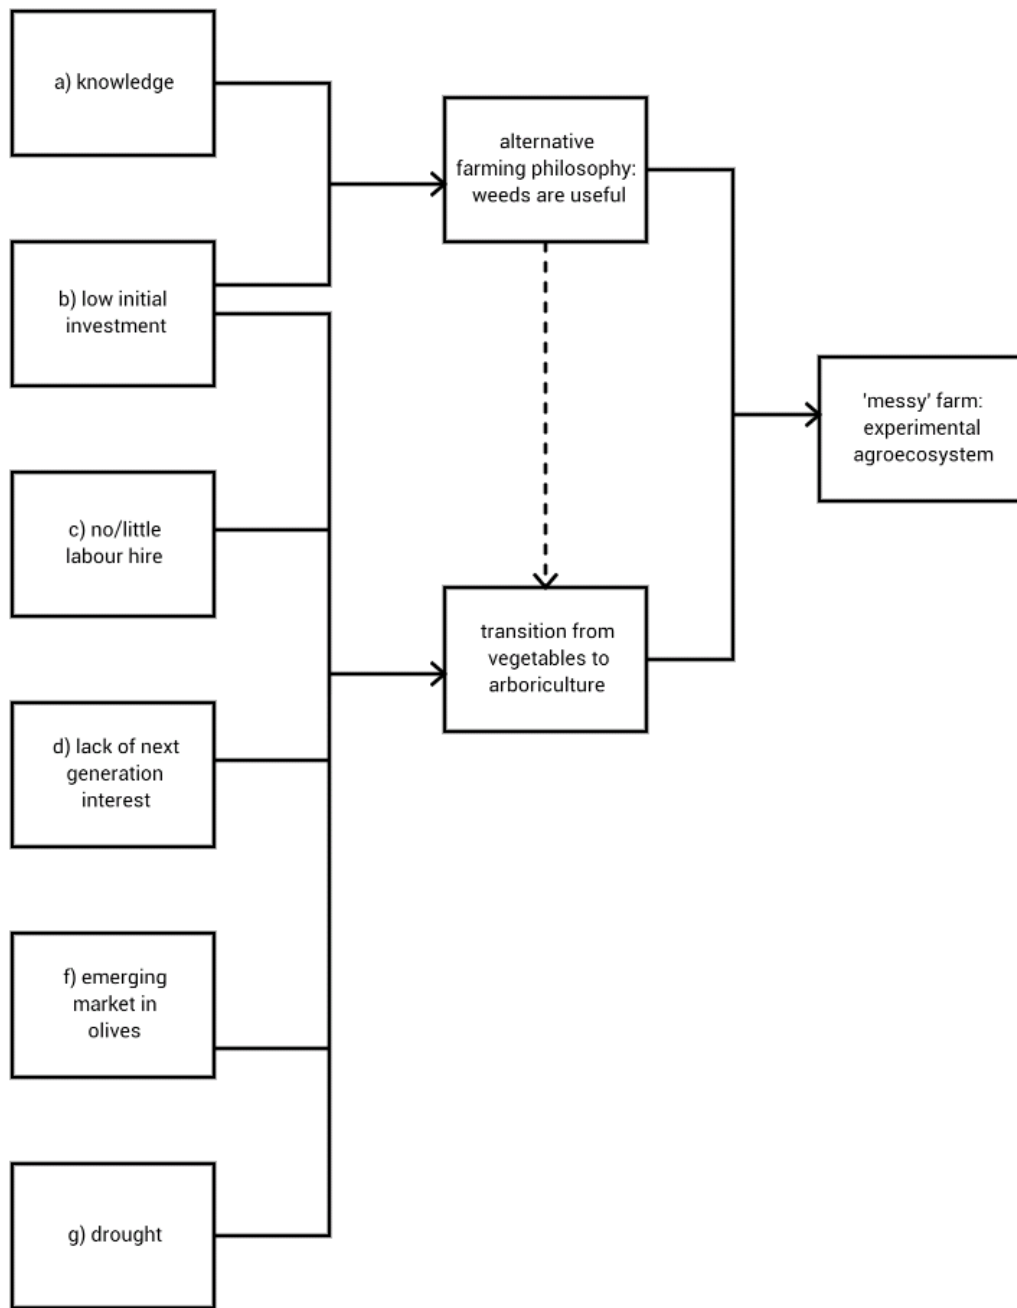 a) knowledge
alternative
farming philosophy:
weeds are useful
b) low initial
investment
'messy' farm:
experimental
agroecosystem
c) no/little
labour hire
transition from
vegetables to
arboriculture
d) lack of next
generation
interest
f) emerging
market in
olives
g) drought